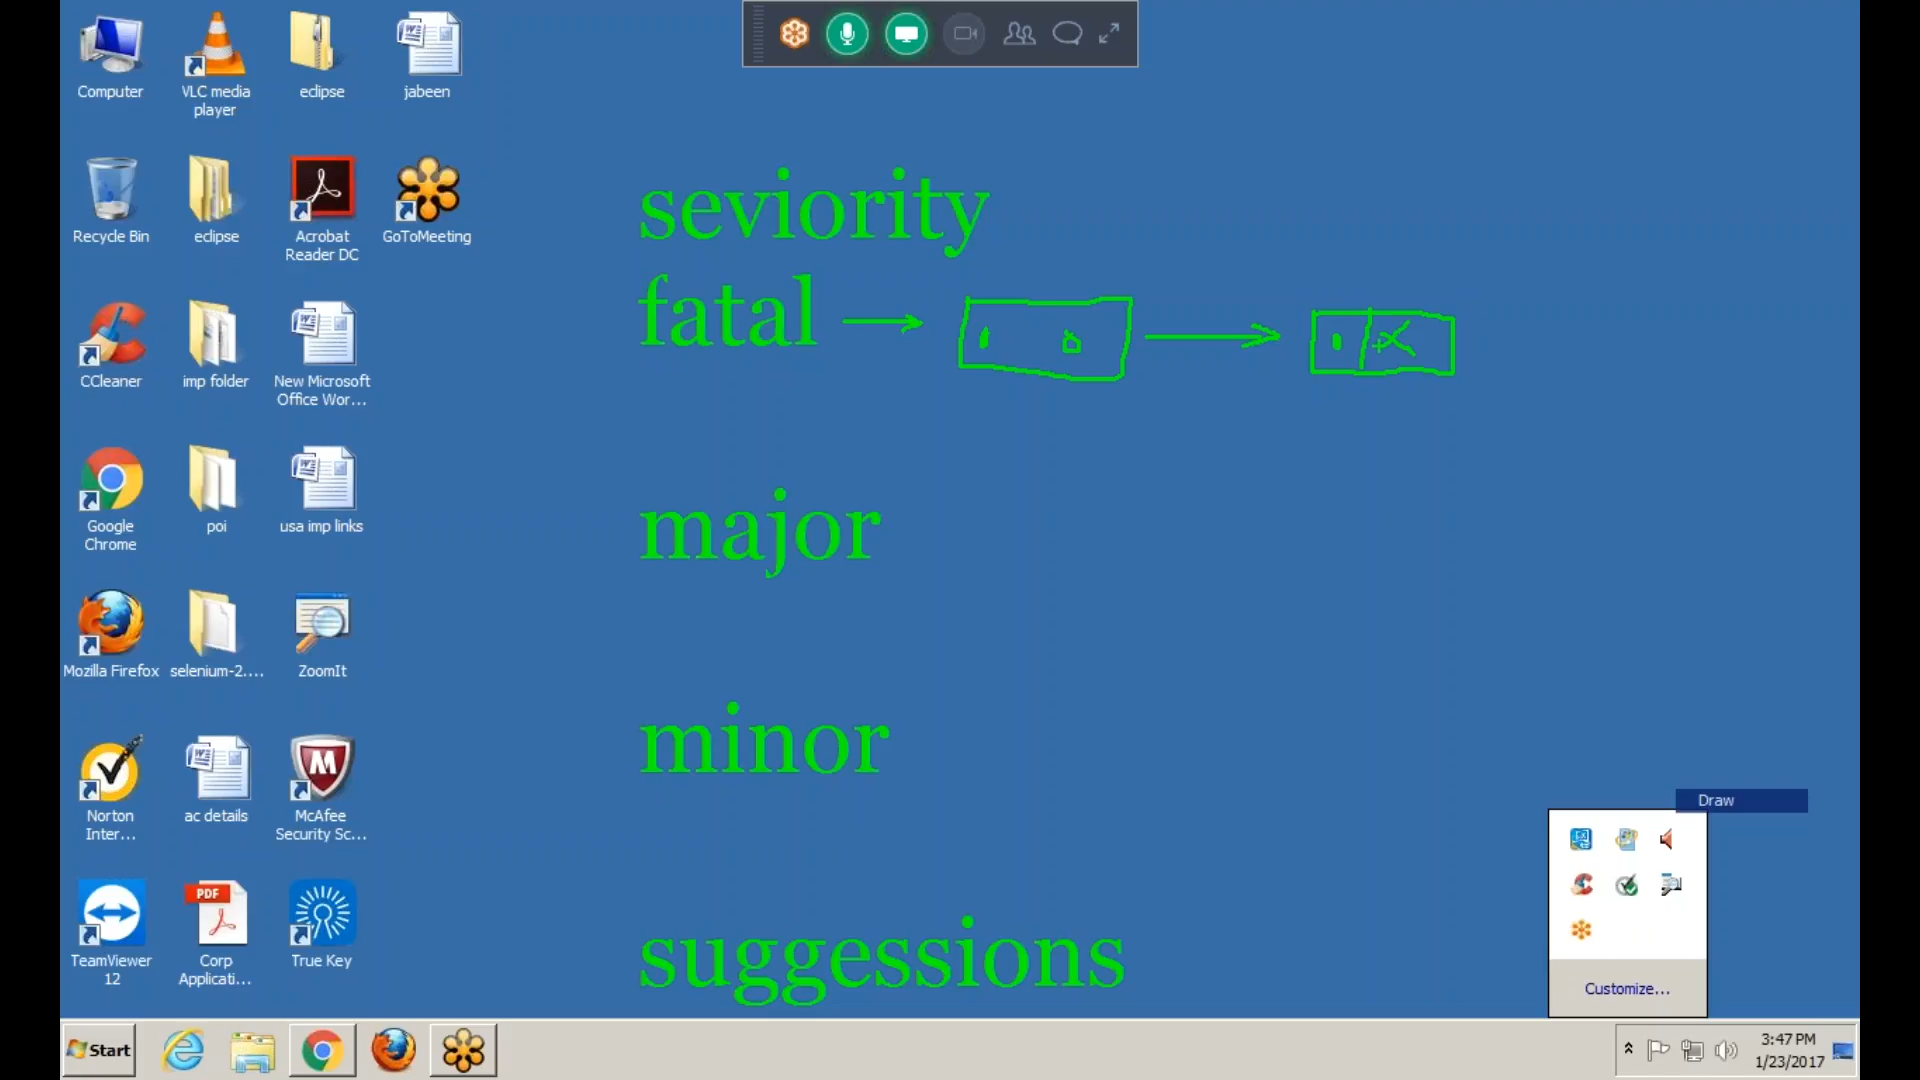 Computer
VLC media
player
eclipse
jabeen
Recycle Bin
eclipse
Acrobat
Reader DC
GoToMeeting
CCleaner
imp folder
New Microsoft
Office Wor...
Google
Chrome
poi
usa imp links
Mozilla Firefox
selenium-2....
ZoomIt
Norton
Inter...
ac details
McAfee
Security Sc...
TeamViewer
12
PDF
Corp
Applicati...
True Key
seviority
fatal
major
minor
suggessions
Draw
Customize...
Start
3:47 PM
1/23/2017